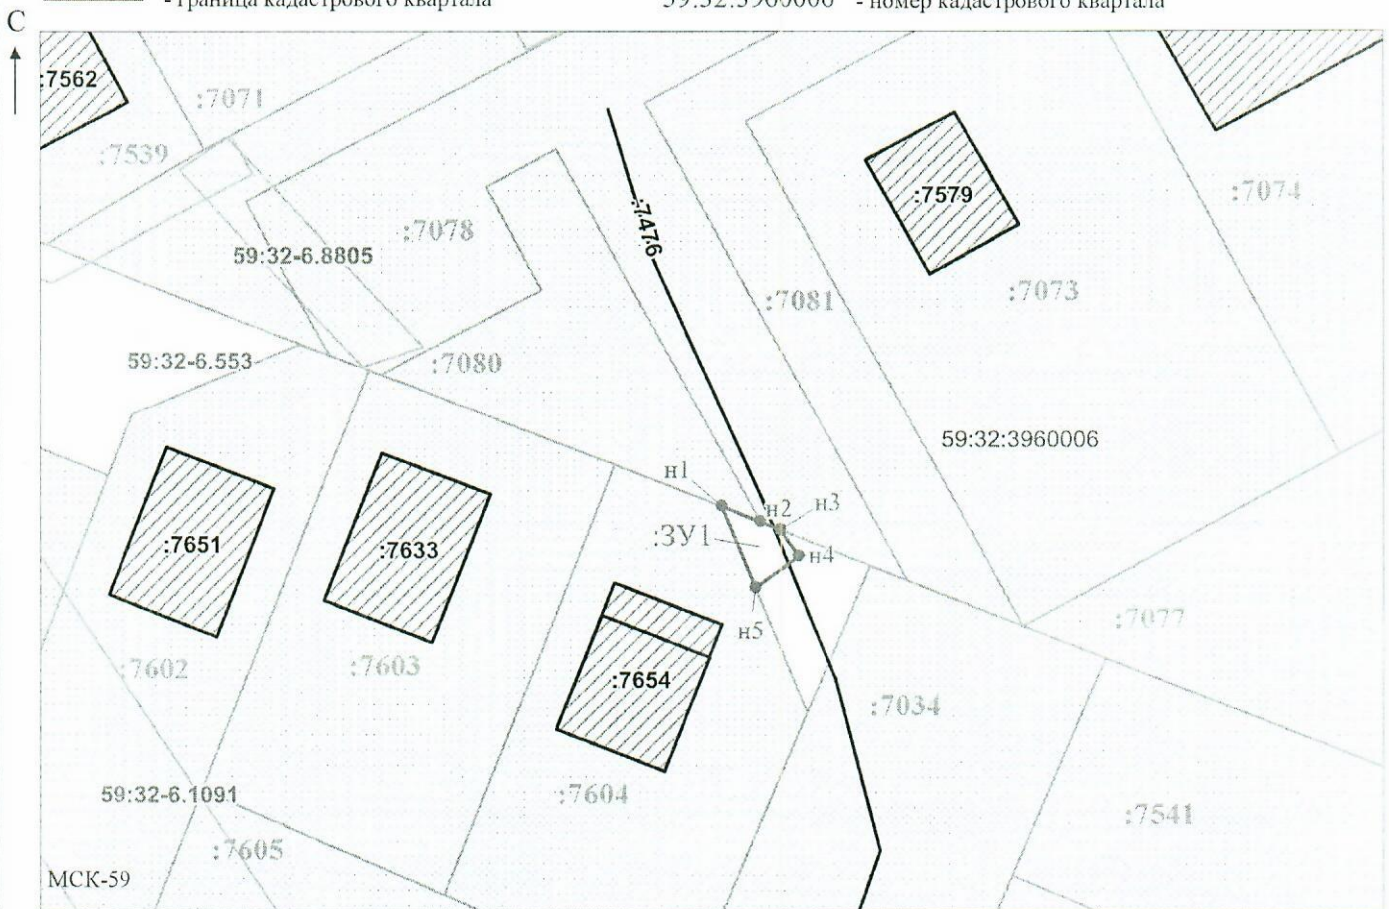 - граница кадастрового квартала
59:32:3960006 - номер кадастрового квартала
С
:7562
:7071
:7539
:7579
:7074
:7476
:7078
59:32-6.8805
:7081
:7073
59:32-6.553
:7080
59:32:3960006
н1
н2
н3
:ЗУ1
н4
:7651
:7633
н5
:7077
:7602
:7603
:7654
:7034
59:32-6.1091
:7604
:7541
:7605
МСК-59